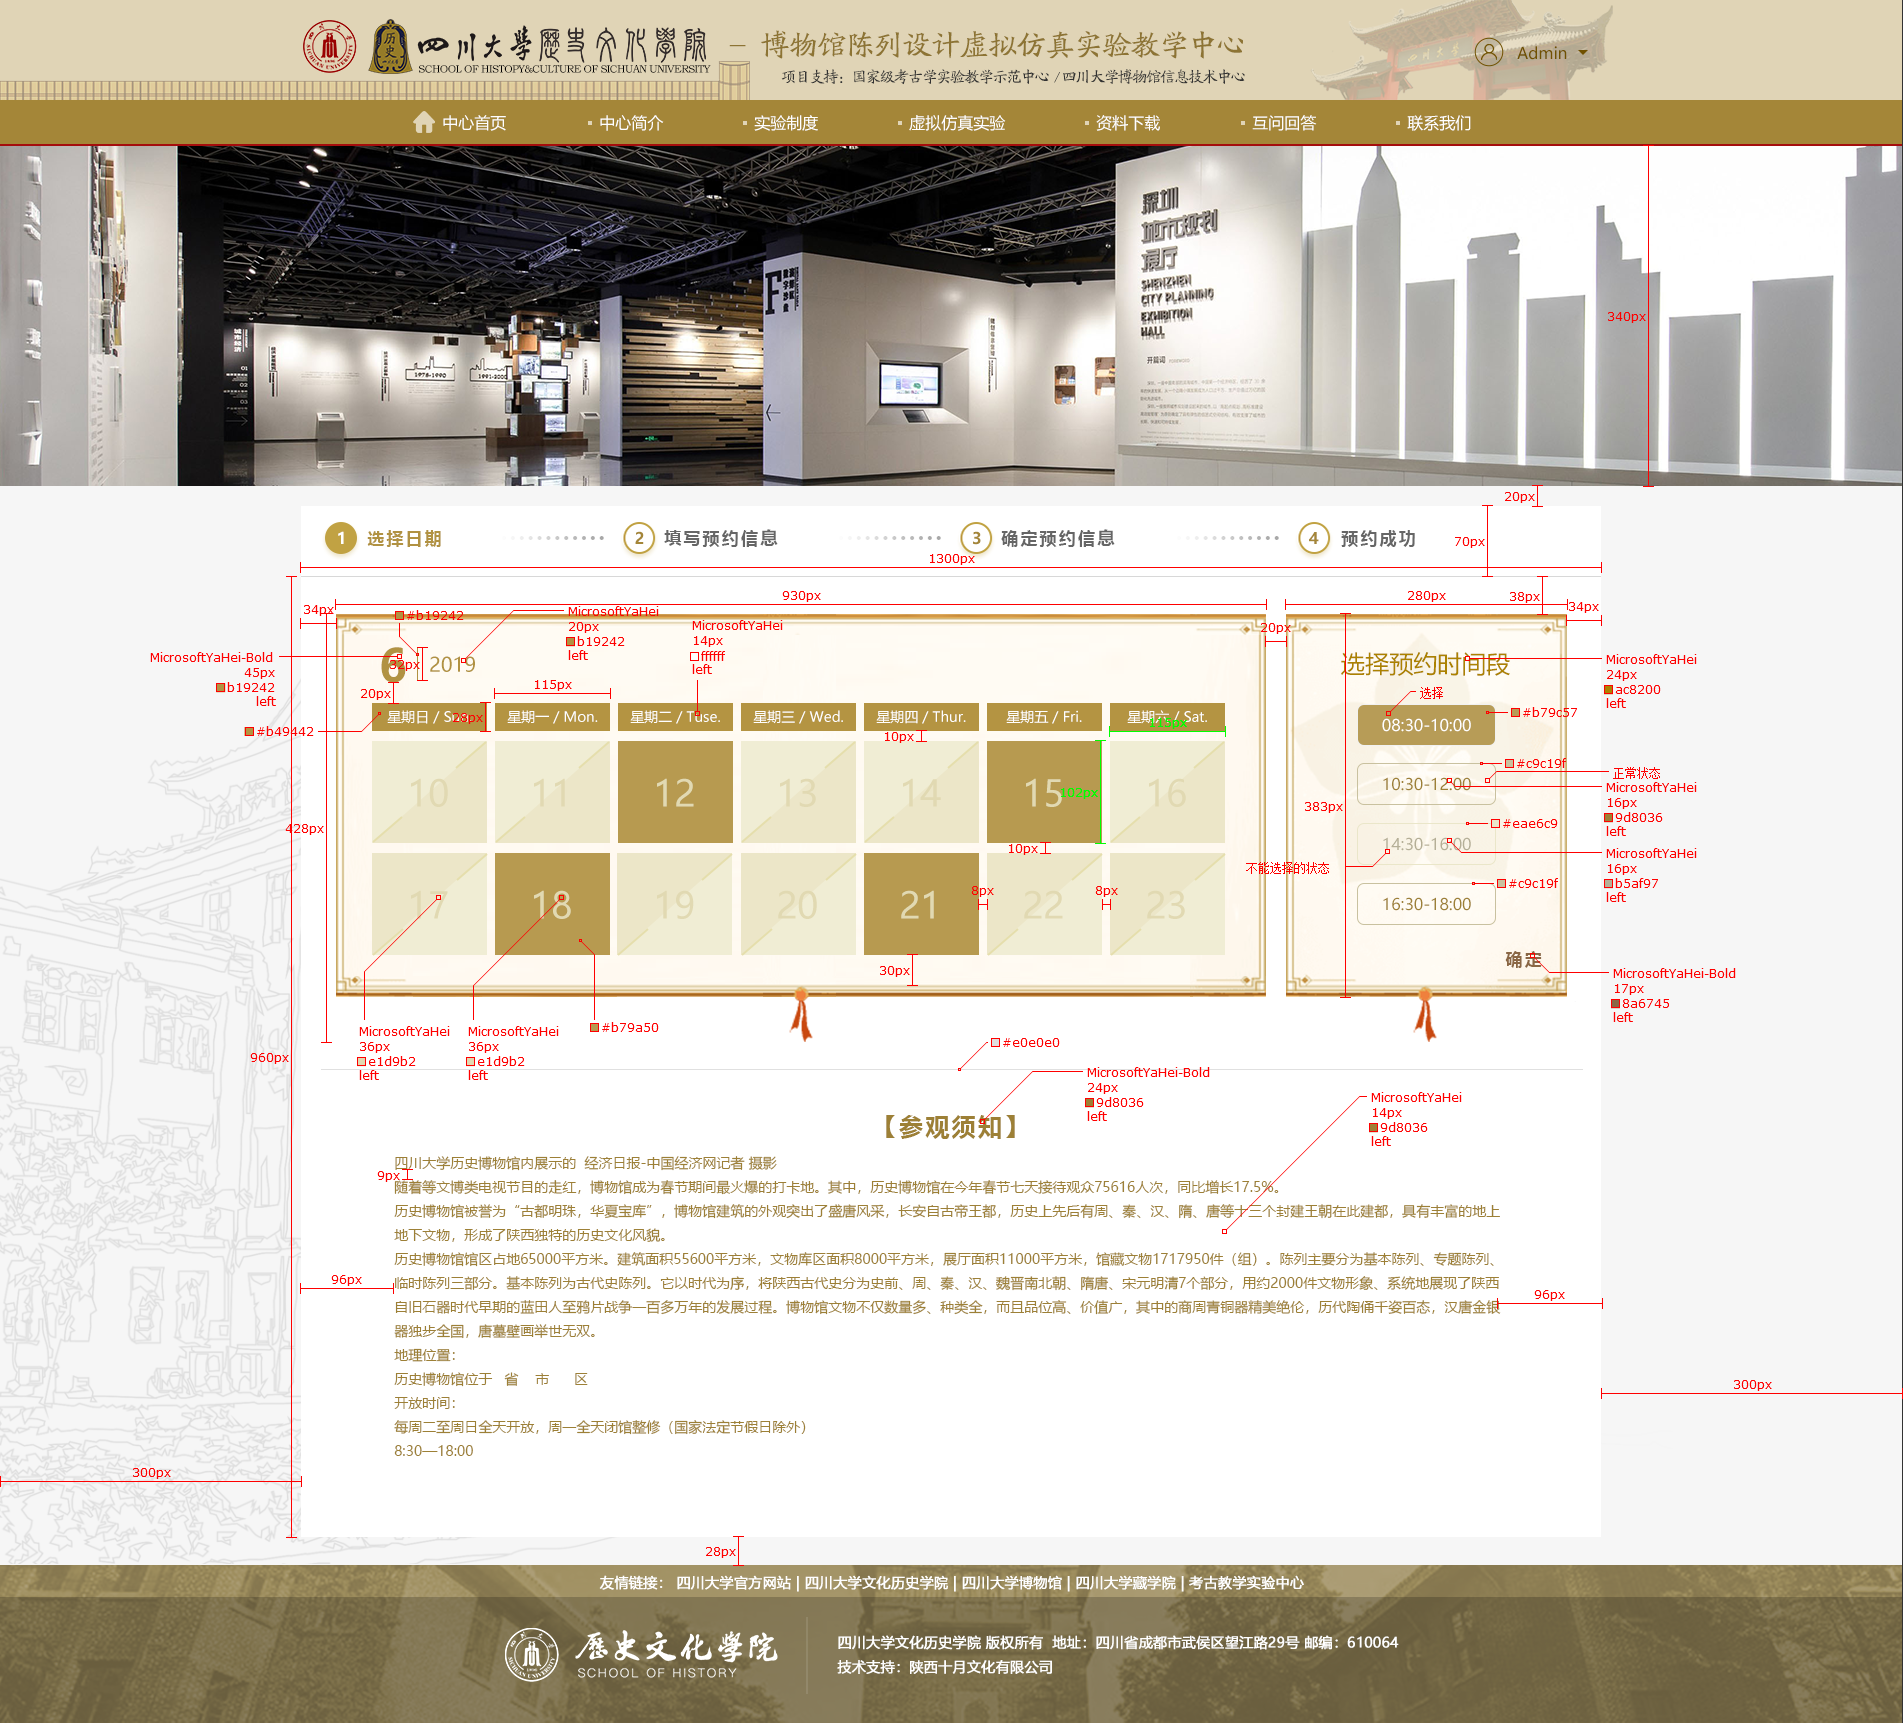 四川大學歷史文化學院
SCHOOL OF HISTORY&CULTURE OF SICHUAN UNIVERSITY
— 博物馆陈列设计虚拟仿真实验教学中心
项目支持：国家级考古学实验教学示范中心 /四川大学博物馆信息技术中心
Admin
中心首页
中心简介
实验制度
虚拟仿真实验
资料下载
互问回答
联系我们
深圳
城市规划
展厅
SHENZHEN
CITY PLANNING
EXHIBITION
HALL
开篇词
1978-1990
1991-2000
F
340px
20px
1 选择日期
2 填写预约信息
3 确定预约信息
4 预约成功
70px
1300px
930px
280px
38px
34px
34px
20px
#b19242
MicrosoftYaHei
20px
b19242
left
MicrosoftYaHei
14px
ffffff
left
MicrosoftYaHei-Bold
45px
b19242
left
6
32px
2019
20px
115px
28px
#b49442
星期日 / Sun.
星期一 / Mon.
星期二 / Tuse.
星期三 / Wed.
星期四 / Thur.
星期五 / Fri.
星期六 / Sat.
10px
115px
10
11
12
13
14
15
16
102px
10px
17
18
19
20
21
22
23
8px
8px
30px
428px
960px
383px
选择预约时间段
MicrosoftYaHei
24px
ac8200
left
选择
08:30-10:00
#b79c57
#c9c19f
10:30-12:00
正常状态
MicrosoftYaHei
16px
9d8036
left
#eae6c9
14:30-16:00
MicrosoftYaHei
16px
b5af97
left
不能选择的状态
#c9c19f
16:30-18:00
确定
MicrosoftYaHei-Bold
17px
8a6745
left
MicrosoftYaHei
36px
e1d9b2
left
MicrosoftYaHei
36px
e1d9b2
left
#b79a50
#e0e0e0
MicrosoftYaHei-Bold
24px
9d8036
left
MicrosoftYaHei
14px
9d8036
left
【参观须知】
四川大学历史博物馆内展示的 经济日报-中国经济网记者 摄影
9px
随着等文博类电视节目的走红，博物馆成为春节期间最火爆的打卡地。其中，历史博物馆在今年春节七天接待观众75616人次，同比增长17.5%。
历史博物馆被誉为“古都明珠，华夏宝库”，博物馆建筑的外观突出了盛唐风采，长安自古帝王都，历史上先后有周、秦、汉、隋、唐等十三个封建王朝在此建都，具有丰富的地上
地下文物，形成了陕西独特的历史文化风貌。
历史博物馆馆区占地65000平方米。建筑面积55600平方米，文物库区面积8000平方米，展厅面积11000平方米，馆藏文物1717950件（组）。陈列主要分为基本陈列、专题陈列、
临时陈列三部分。基本陈列为古代史陈列。它以时代为序，将陕西古代史分为史前、周、秦、汉、魏晋南北朝、隋唐、宋元明清7个部分，用约2000件文物形象、系统地展现了陕西
自旧石器时代早期的蓝田人至鸦片战争一百多万年的发展过程。博物馆文物不仅数量多、种类全，而且品位高、价值广，其中的商周青铜器精美绝伦，历代陶俑千姿百态，汉唐金银
器独步全国，唐墓壁画举世无双。
96px
96px
地理位置：
历史博物馆位于 省 市 区
开放时间：
每周二至周日全天开放，周一全天闭馆整修（国家法定节假日除外）
8:30—18:00
300px
300px
28px
友情链接： 四川大学官方网站 | 四川大学文化历史学院 | 四川大学博物馆 | 四川大学藏学院 | 考古教学实验中心
歷史文化學院
SCHOOL OF HISTORY
四川大学文化历史学院 版权所有 地址：四川省成都市武侯区望江路29号 邮编：610064
技术支持：陕西十月文化有限公司